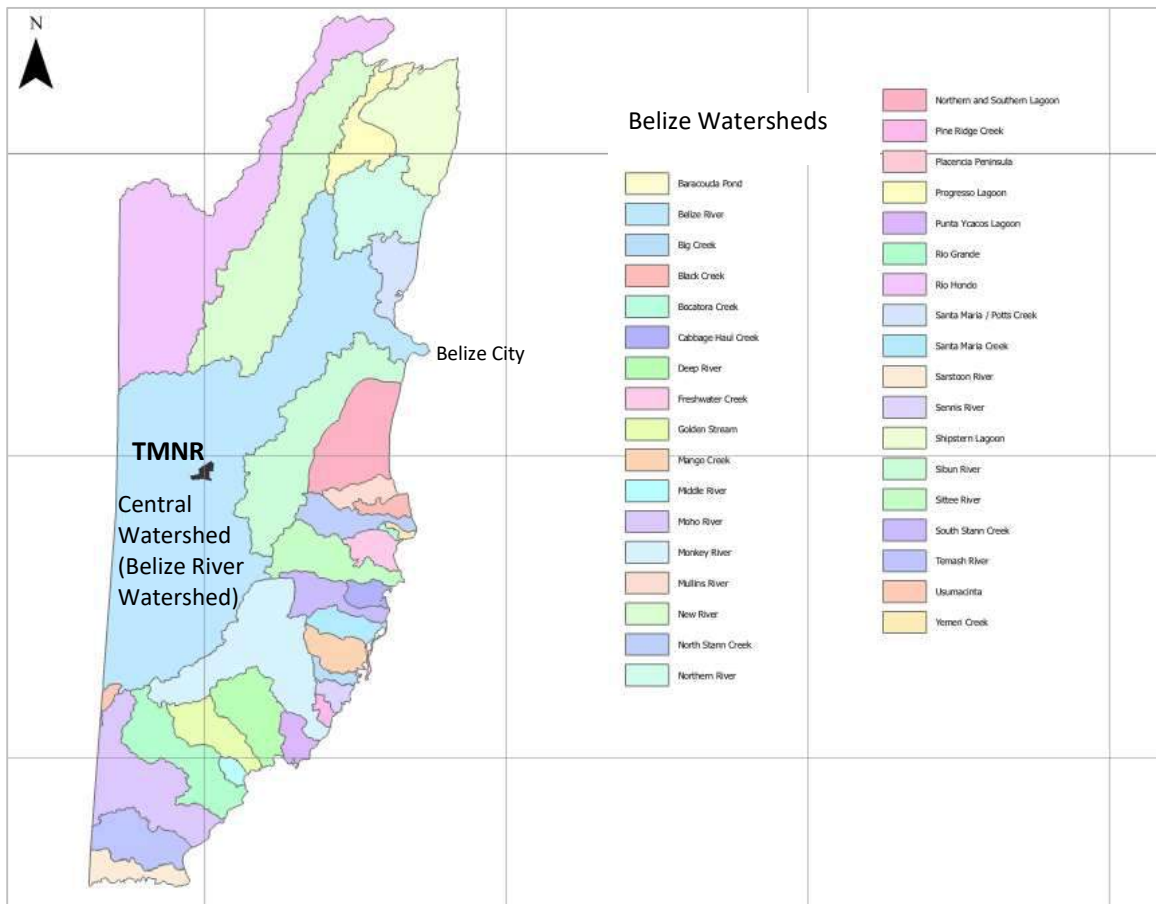 N
Belize City
TMNR
Central
Watershed
(Belize River
Watershed)
Belize Watersheds
Baracouda Pond
Belize River
Big Creek
Black Creek
Bocatora Creek
Cabbage Haul Creek
Deep River
Freshwater Creek
Golden Stream
Mango Creek
Middle River
Moho River
Monkey River
Mullins River
New River
North Stann Creek
Northern River
Northern and Southern Lagoon
Pine Ridge Creek
Placencia Peninsula
Progresso Lagoon
Punta Ycacos Lagoon
Rio Grande
Rio Hondo
Santa Maria / Potts Creek
Santa Maria Creek
Sarstoon River
Sennis River
Shipstern Lagoon
Sibun River
Sittee River
South Stann Creek
Temash River
Usumacinta
Yemeri Creek